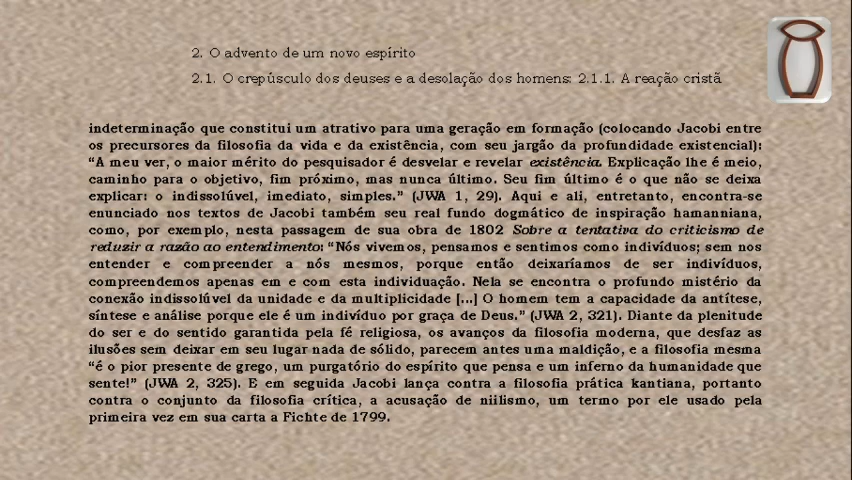 2. O advento de um novo espírito
2.1. O crepúsculo dos deuses e a desolação dos homens: 2.1.1. A reação cristã
indeterminação que constitui um atrativo para uma geração em formação (colocando Jacobi entre
os precursores da filosofia da vida e da existência, com seu jargão da profundidade existencial):
“A meu ver, o maior mérito do pesquisador é desvelar e revelar existência. Explicação lhe é meio,
caminho para o objetivo, fim próximo, mas nunca último. Seu fim último é o que não se deixa
explicar: o indissolúvel, imediato, simples.” (JWA 1, 29). Aqui e ali, entretanto, encontra-se
enunciado nos textos de Jacobi também seu real fundo dogmático de inspiração hamanniana,
como, por exemplo, nesta passagem de sua obra de 1802 Sobre a tentativa do criticismo de
reduzir a razão ao entendimento: “Nós vivemos, pensamos e sentimos como indivíduos; sem nos
entender e compreender a nós mesmos, porque então deixaríamos de ser indivíduos,
compreendemos apenas em e com esta individuação. Nela se encontra o profundo mistério da
conexão indissolúvel da unidade e da multiplicidade [...] O homem tem a capacidade da antítese,
síntese e análise porque ele é um indivíduo por graça de Deus.” (JWA 2, 321). Diante da plenitude
do ser e do sentido garantida pela fé religiosa, os avanços da filosofia moderna, que desfaz as
ilusões sem deixar em seu lugar nada de sólido, parecem antes uma maldição, e a filosofia mesma
“é o pior presente de grego, um purgatório do espírito que pensa e um inferno da humanidade que
sente!” (JWA 2, 325). E em seguida Jacobi lança contra a filosofia prática kantiana, portanto
contra o conjunto da filosofia crítica, a acusação de niilismo, um termo por ele usado pela
primeira vez em sua carta a Fichte de 1799.